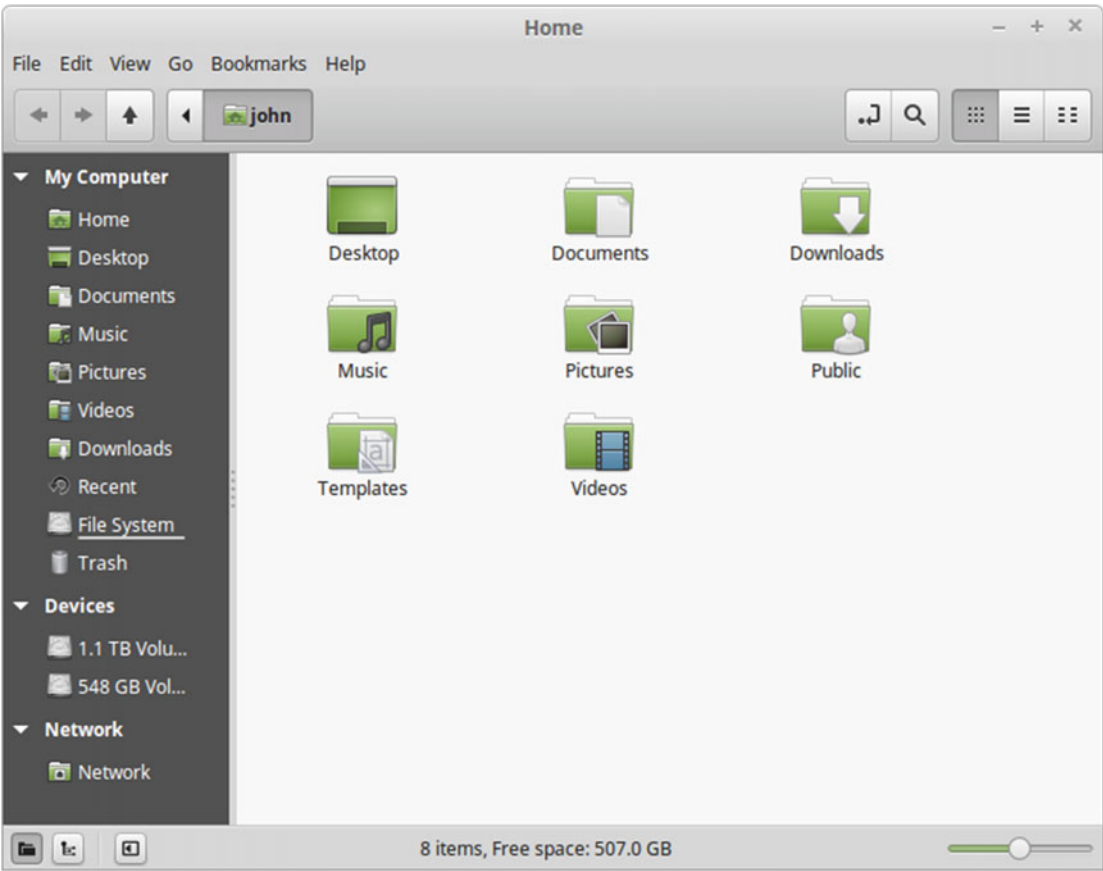 Home
File Edit View Go Bookmarks Help
john
My Computer
Home
Desktop
Documents
Music
Pictures
Videos
Downloads
Recent
File System
Trash
Devices
1.1 TB Volu...
548 GB Vol...
Network
Network
Desktop Documents Downloads
Music Pictures Public
Templates Videos
8 items, Free space: 507.0 GB